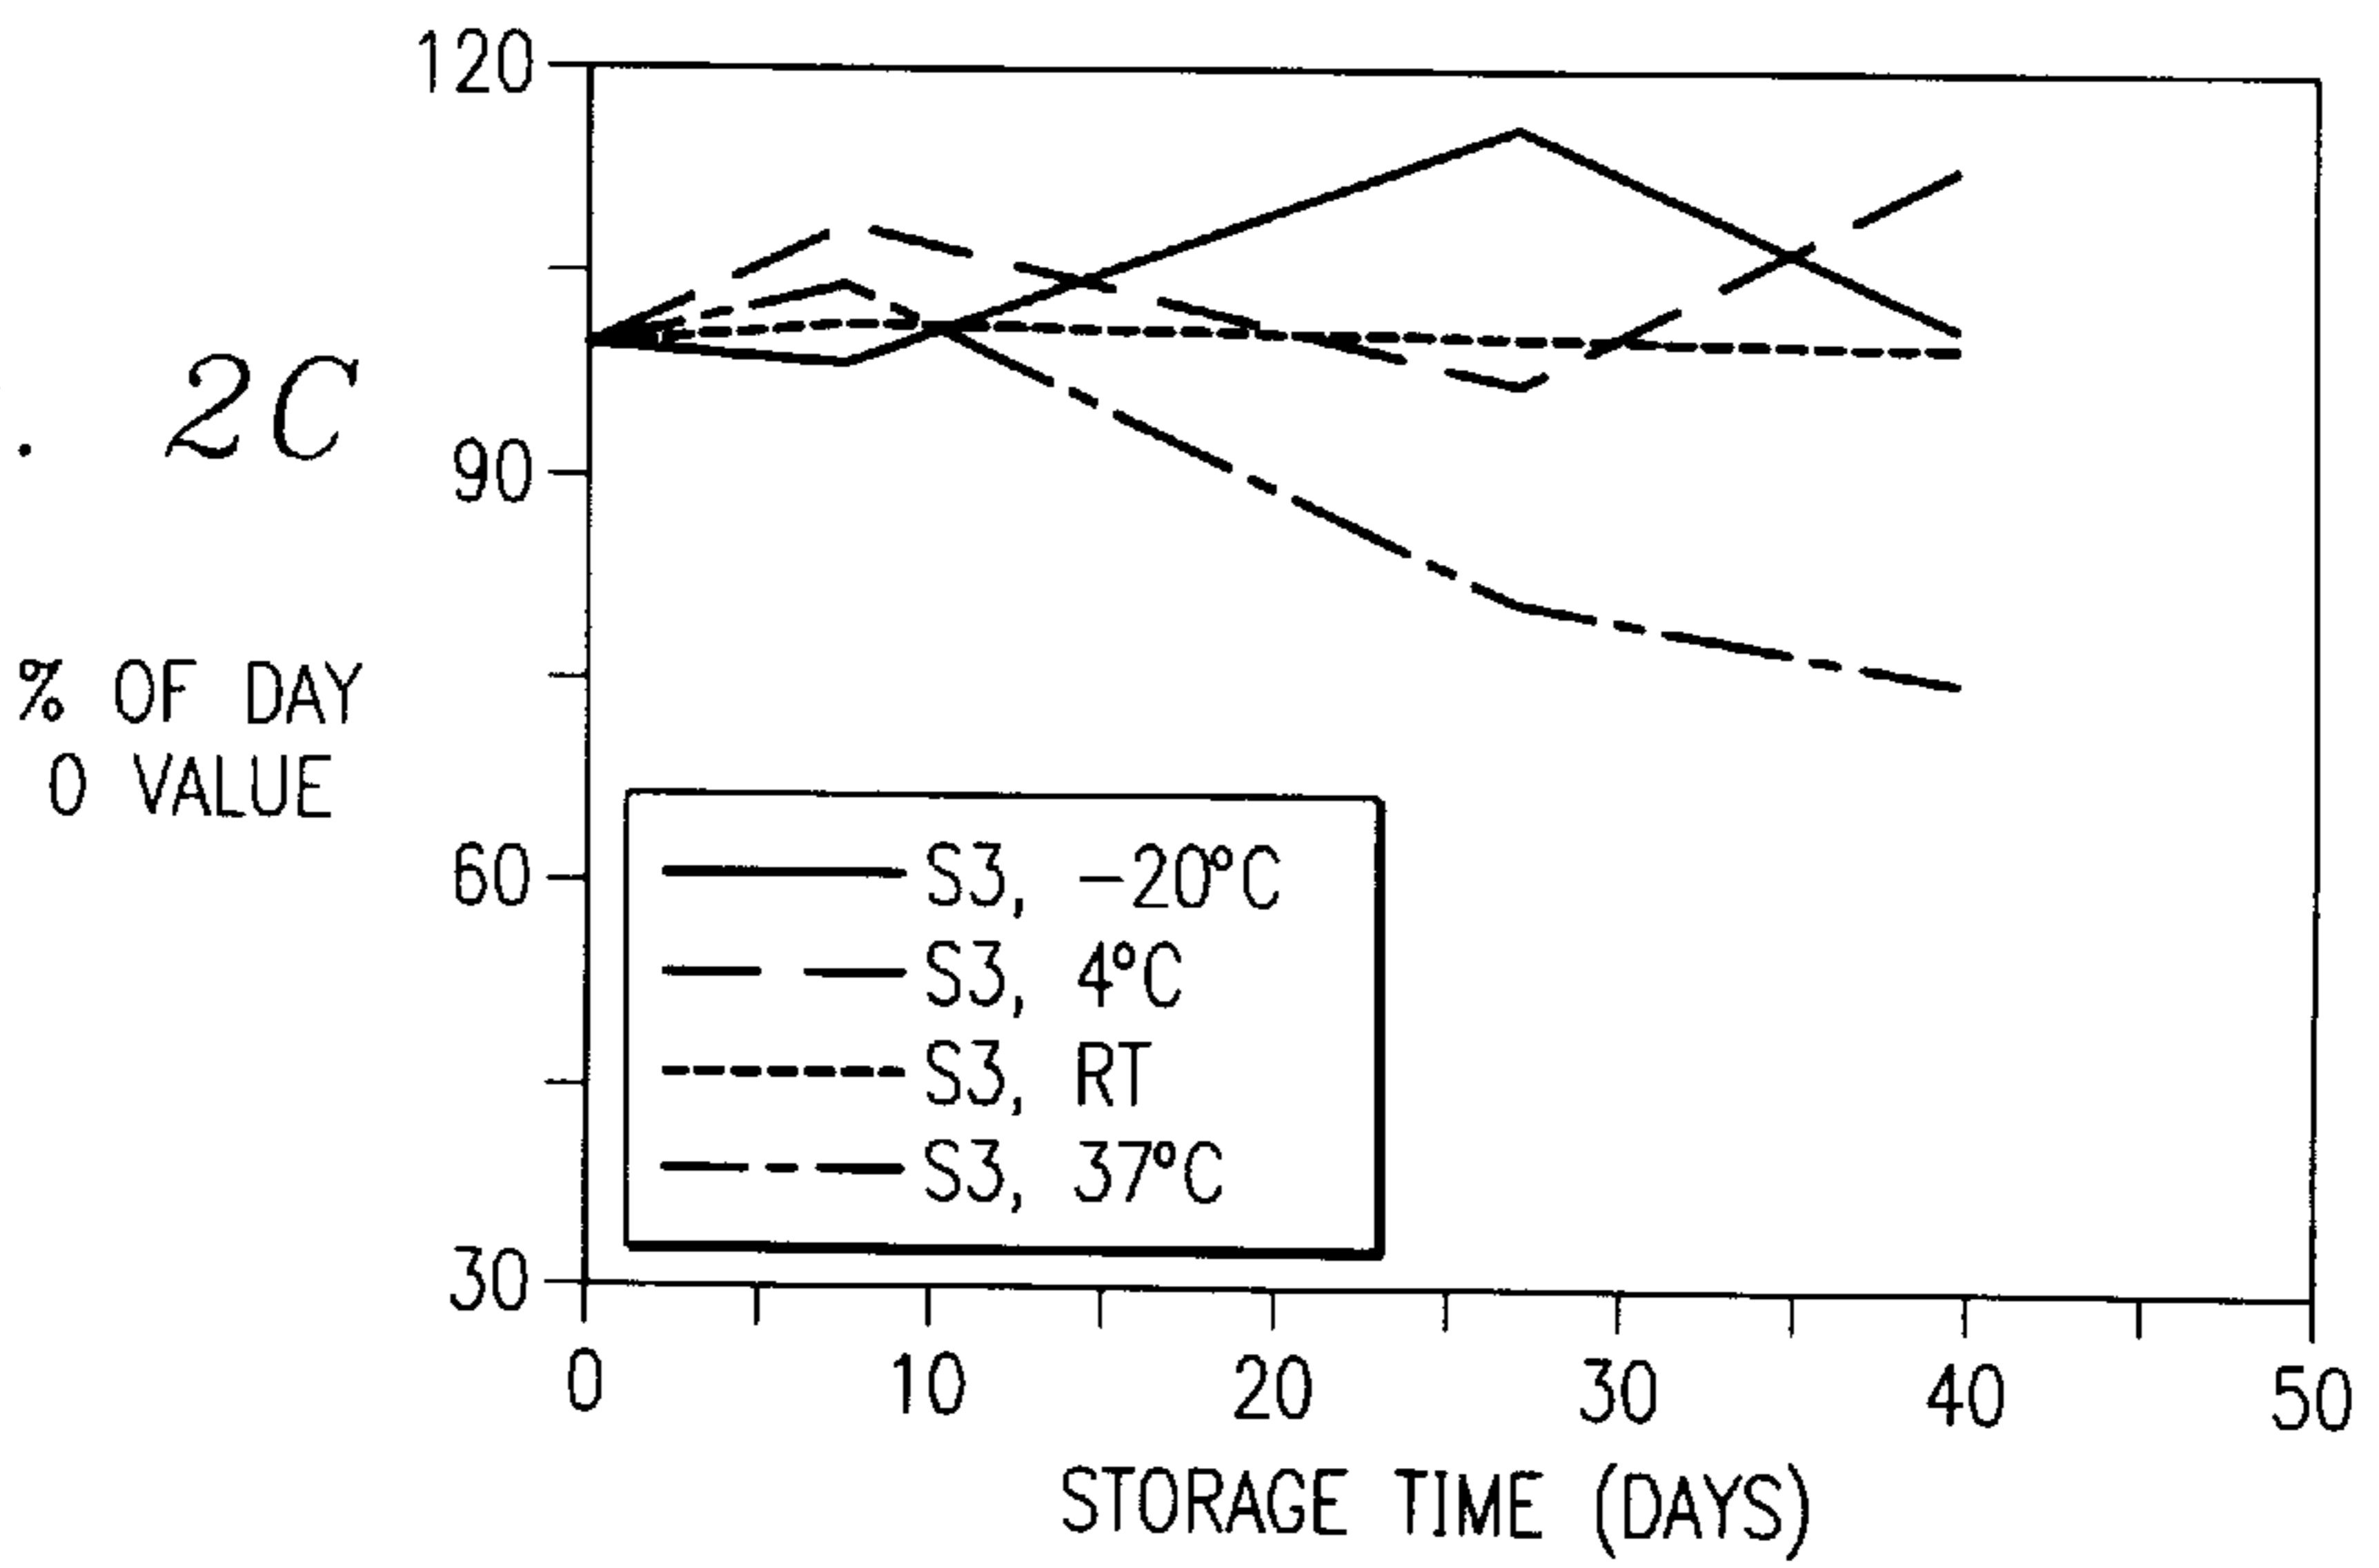 . 2C
% OF DAY
0 VALUE
120
90
60
30
S3, −20°C
S3, 4°C
S3, RT
S3, 37°C
0 10 20 30 40 50
STORAGE TIME (DAYS)